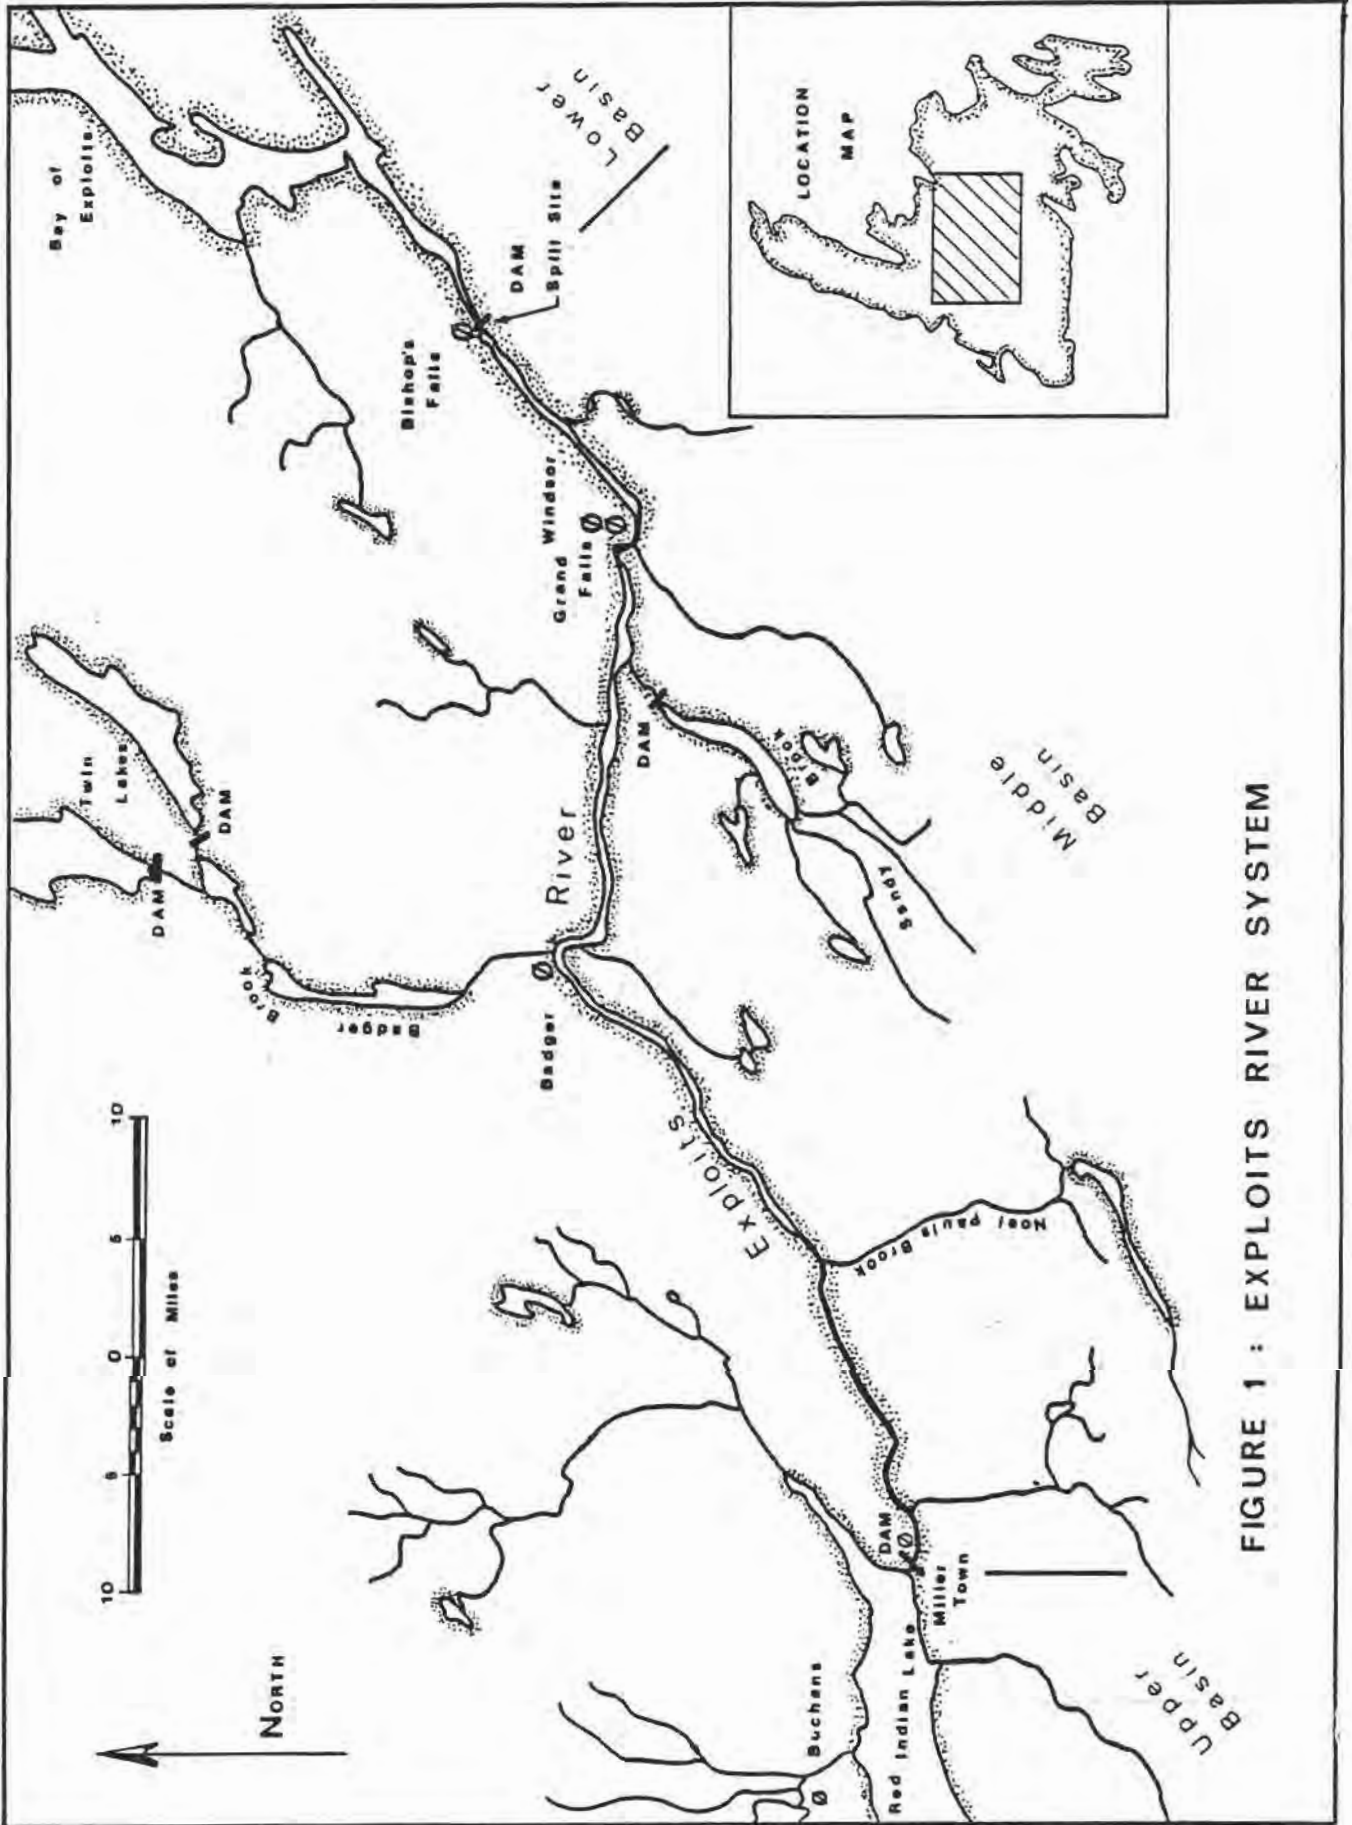 Bay of
Exploits
Lower
Basin
LOCATION
MAP
DAM
Spill Site
Bishop's
Falls
Windsor,
Grand
Falls
Twin
Lakes
DAM
DAM
DAM
Brook
Sandy
Middle
Basin
River
Brook
Badger
Badger
Exploits
Noel Pauls Brook
10 5 0 5 10
Scale of Miles
NORTH
DAM
Miller
Town
Buchans
Red Indian Lake
Upper
Basin
FIGURE 1 : EXPLOITS RIVER SYSTEM